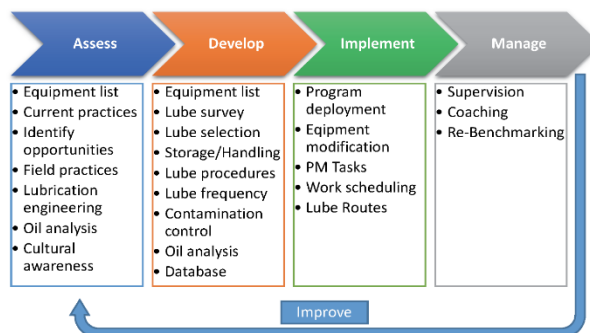 Assess
Develop
Implement
Manage
• Equipment list
• Current practices
• Identify
opportunities
• Field practices
• Lubrication
engineering
• Oil analysis
• Cultural
awareness
• Equipment list
• Lube survey
• Lube selection
• Storage/Handling
• Lube procedures
• Lube frequency
• Contamination
control
• Oil analysis
• Database
• Program
deployment
• Eqipment
modification
• PM Tasks
• Work scheduling
• Lube Routes
• Supervision
• Coaching
• Re-Benchmarking
Improve